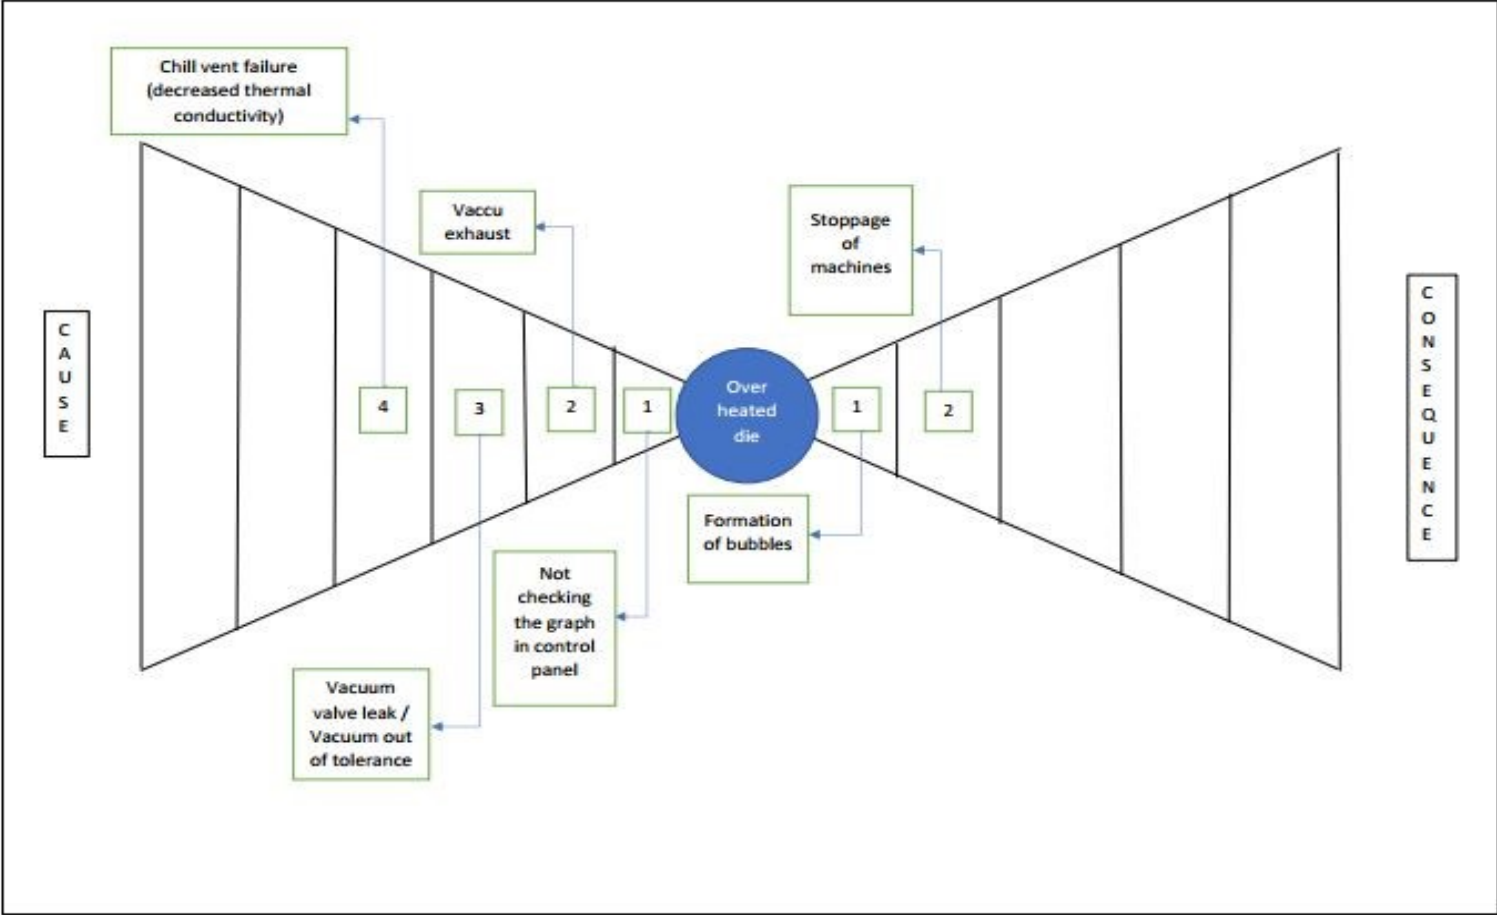 Chill vent failure
(decreased thermal
conductivity)
Vaccu
exhaust
Stoppage
of
machines
C
A
U
S
E
4
3
2
1
Over
heated
die
1
2
C
O
N
S
E
Q
U
E
N
C
E
Formation
of bubbles
Not
checking
the graph
in control
panel
Vacuum
valve leak /
Vacuum out
of tolerance